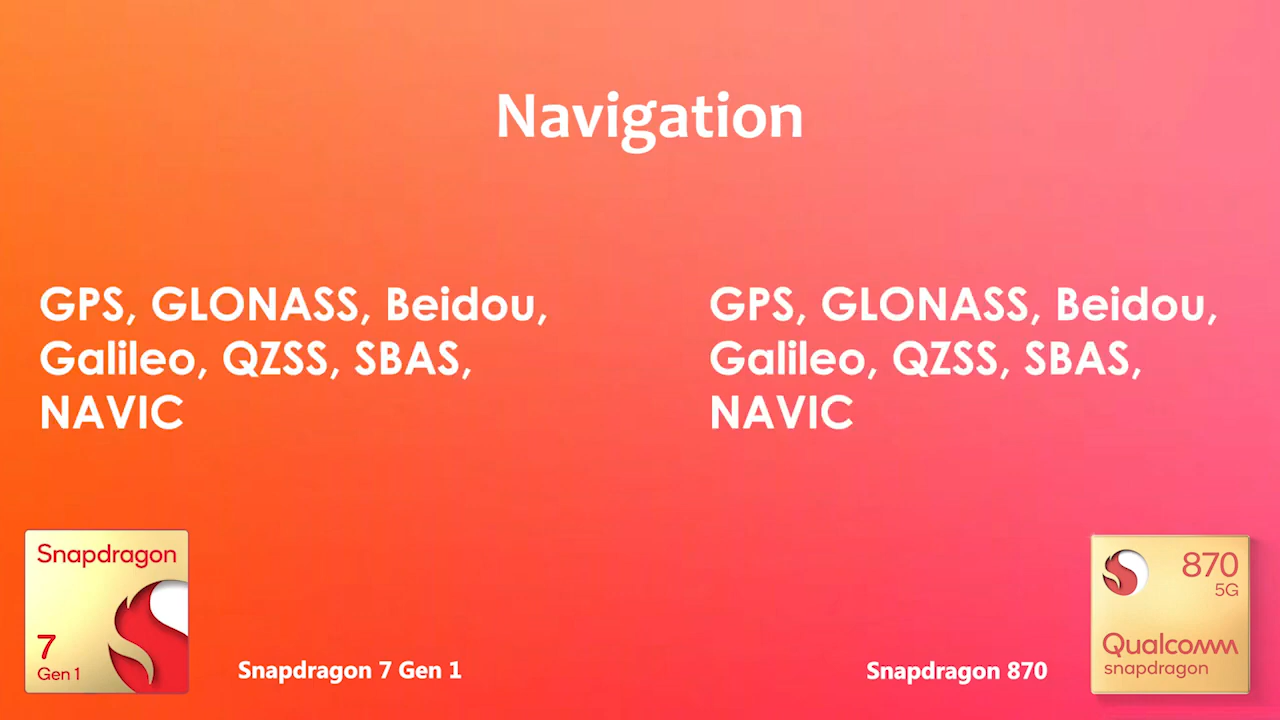 Navigation
GPS, GLONASS, Beidou,
Galileo, QZSS, SBAS,
NAVIC
GPS, GLONASS, Beidou,
Galileo, QZSS, SBAS,
NAVIC
Snapdragon
7
Gen 1
Snapdragon 7 Gen 1
Snapdragon 870
870
5G
Qualcomm
snapdragon